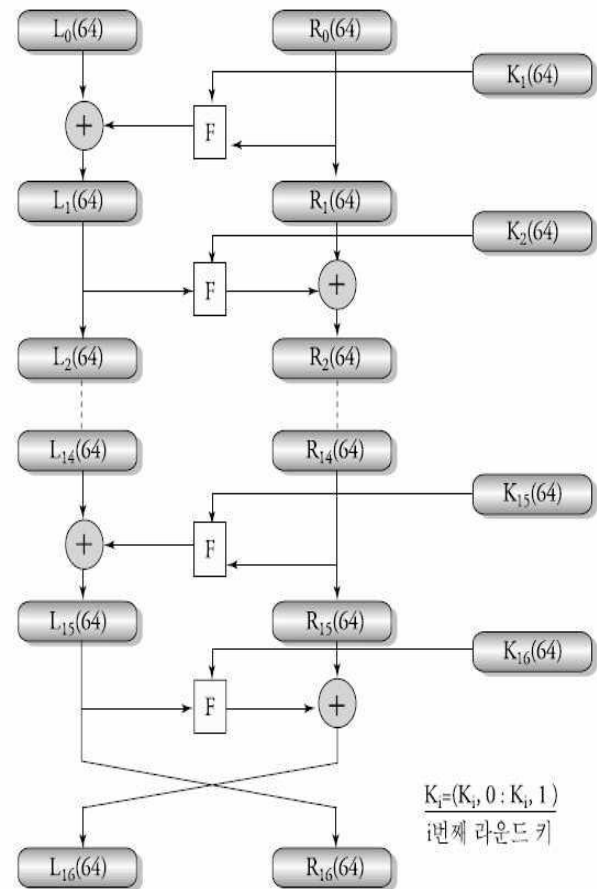 L₀(64) R₀(64)
K₁(64)
F
+
L₁(64) R₁(64)
K₂(64)
F
+
L₂(64) R₂(64)
L₁₄(64) R₁₄(64)
K₁₅(64)
F
+
L₁₅(64) R₁₅(64)
K₁₆(64)
F
+
Kᵢ=(Kᵢ, 0 : Kᵢ, 1 )
i번째 라운드 키
L₁₆(64) R₁₆(64)